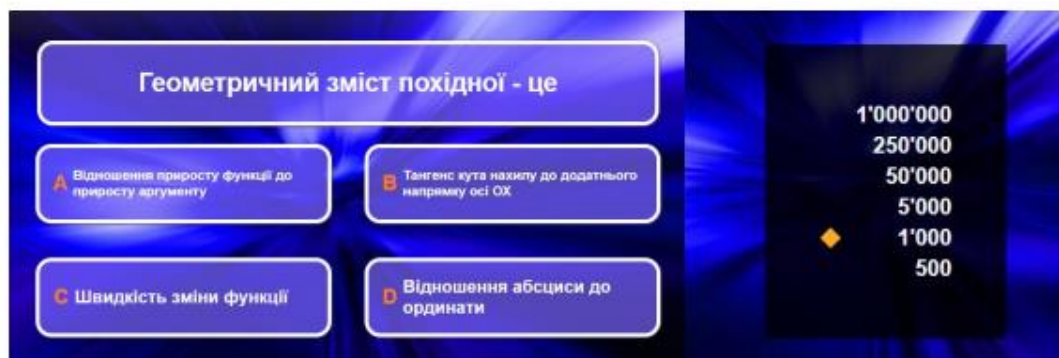 Геометричний зміст похідної - це
A Відношення приросту функції до
приросту аргументу
B Тангенс кута нахилу до додатнього
напрямку осі ОХ
C Швидкість зміни функції
D Відношення абсциси до
ординати
1'000'000
250'000
50'000
5'000
1'000
500